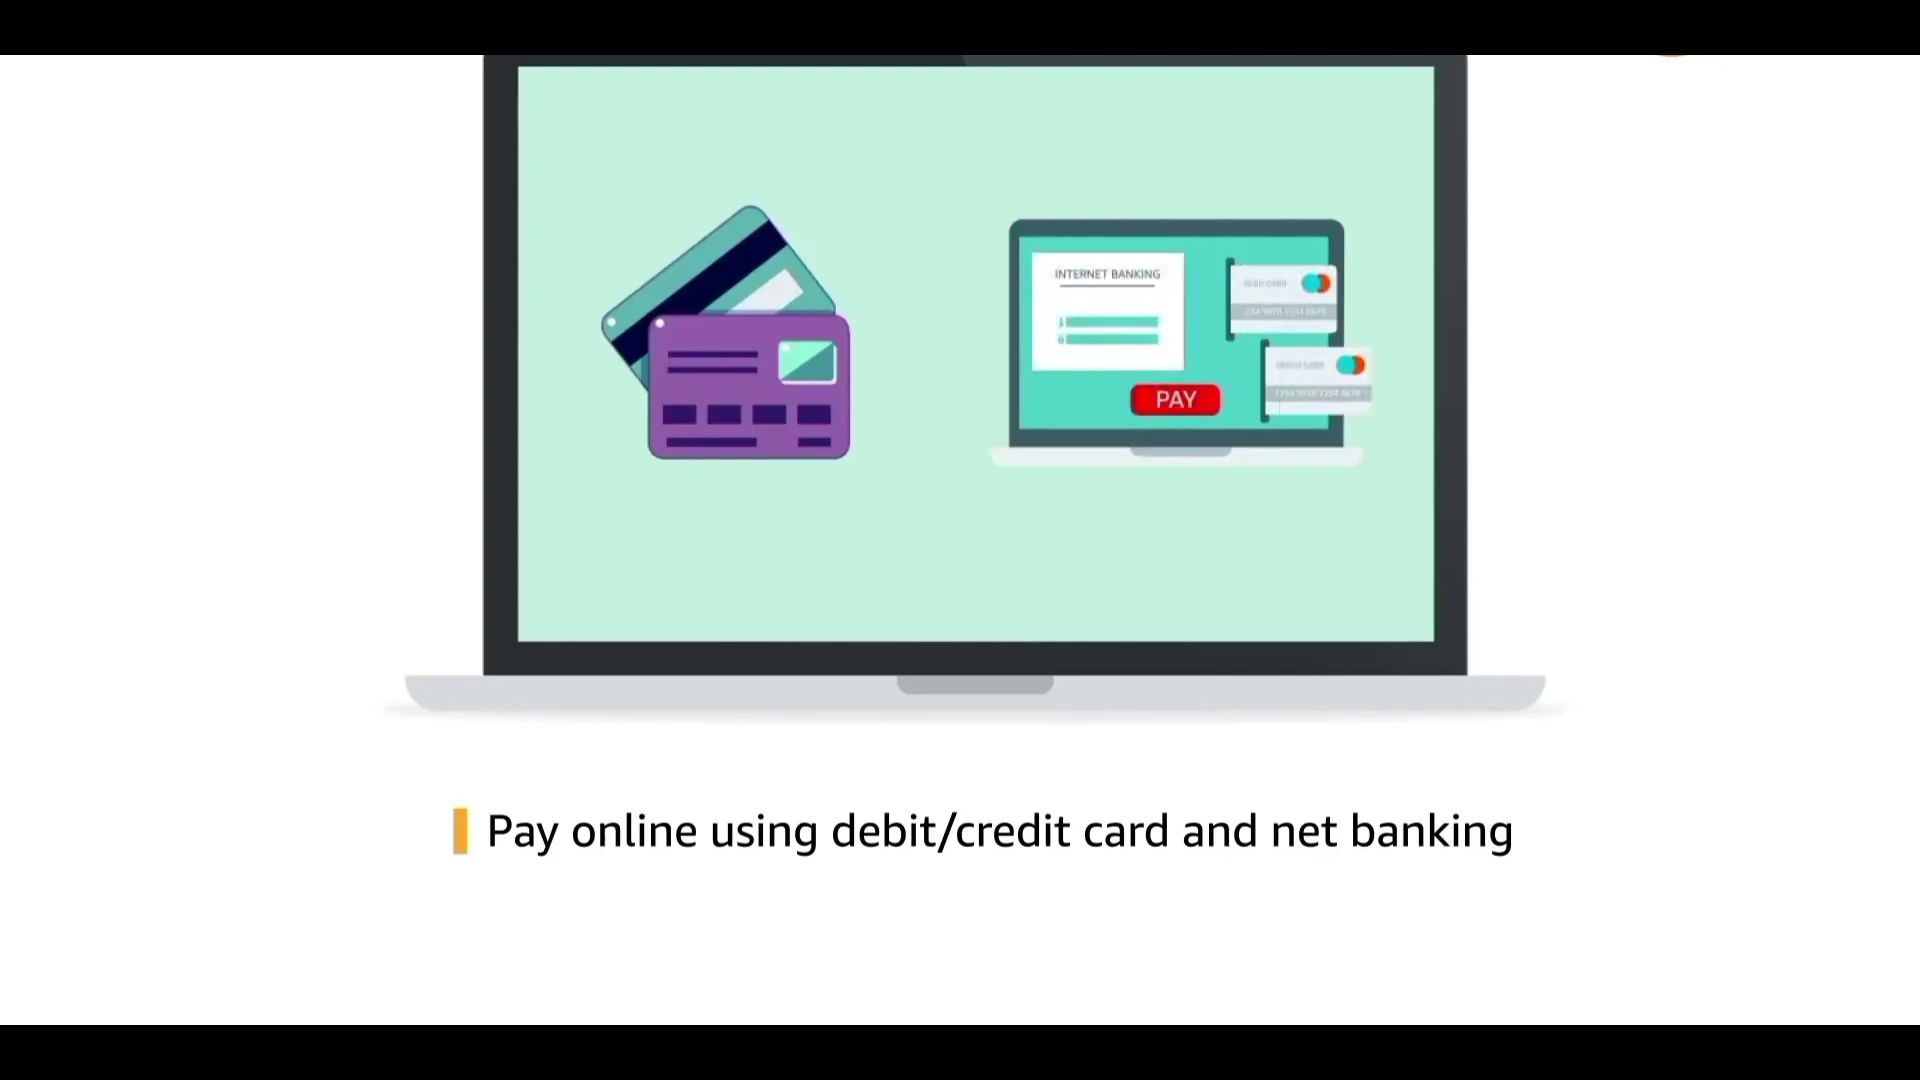 INTERNET BANKING
PAY
Pay online using debit/credit card and net banking